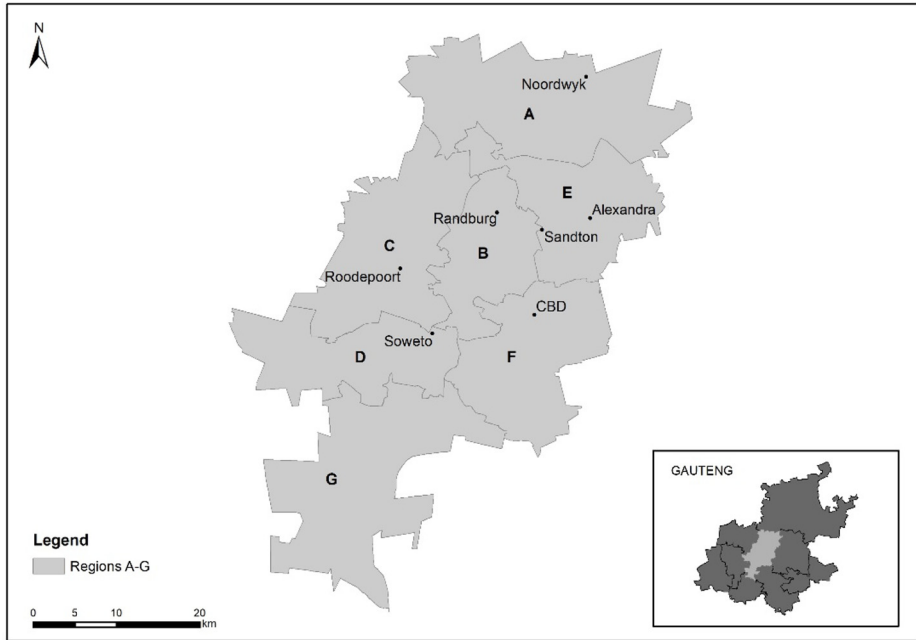 N
Noordwyk
A
E
Alexandra
Randburg
Sandton
C
B
Roodepoort
CBD
Soweto
D
F
G
GAUTENG
Legend
Regions A-G
0 5 10 20
km